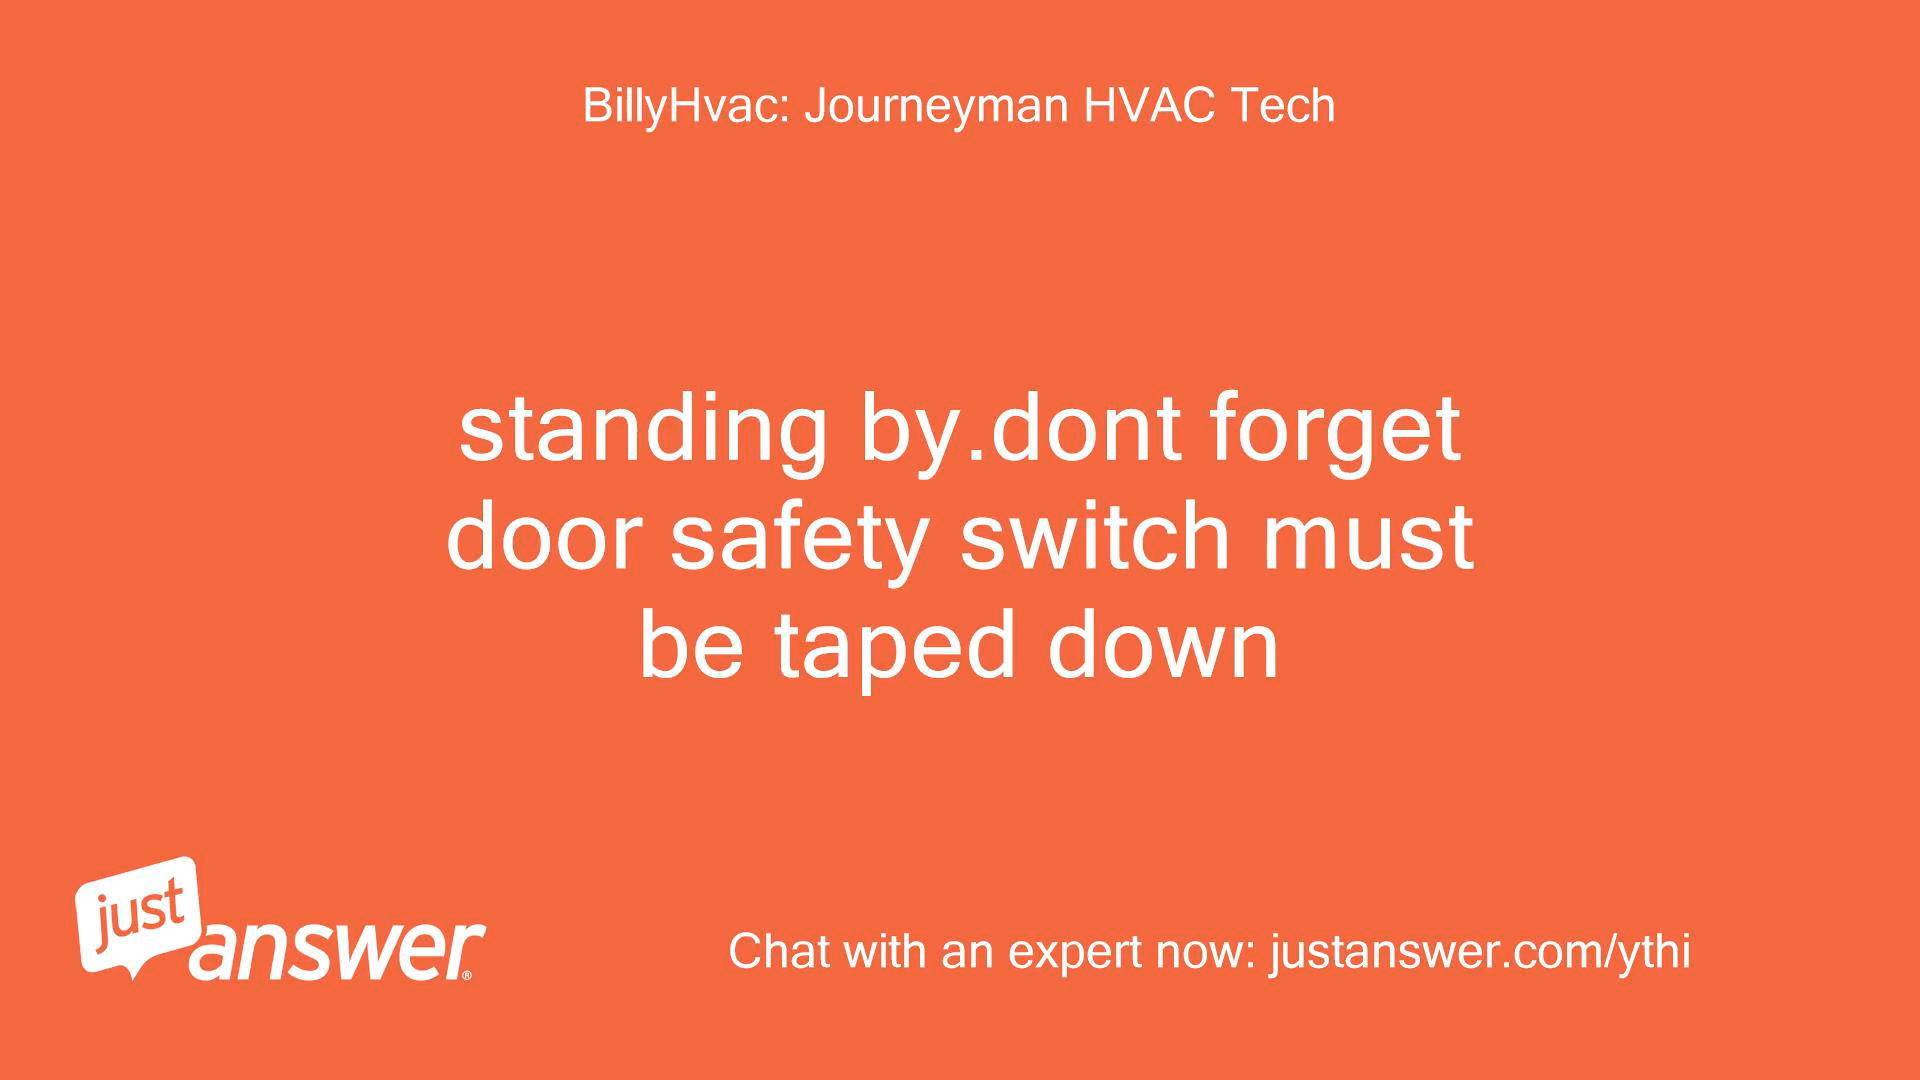 BillyHvac: Journeyman HVAC Tech
standing by.dont forget
door safety switch must
be taped down
just
answer®
Chat with an expert now: justanswer.com/ythi